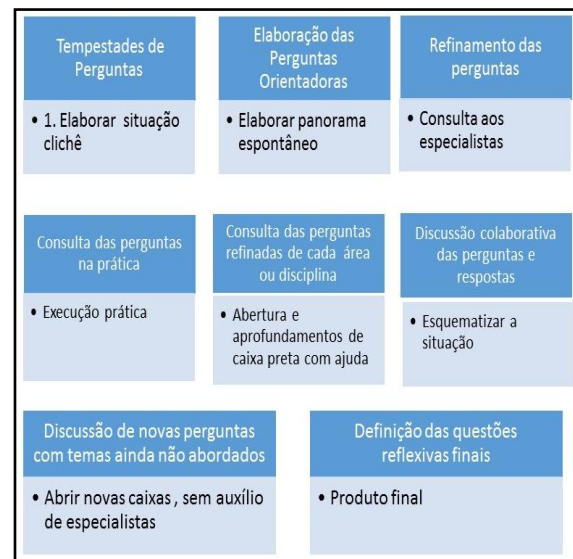 Tempestades de
Perguntas
• 1. Elaborar situação
clichê
Elaboração das
Perguntas
Orientadoras
• Elaborar panorama
espontâneo
Refinamento das
perguntas
• Consulta aos
especialistas
Consulta das perguntas
na prática
• Execução prática
Consulta das perguntas
refinadas de cada área
ou disciplina
• Abertura e
aprofundamentos de
caixa preta com ajuda
Discussão colaborativa
das perguntas e
respostas
• Esquematizar a
situação
Discussão de novas perguntas
com temas ainda não abordados
• Abrir novas caixas , sem auxílio
de especialistas
Definição das questões
reflexivas finais
• Produto final